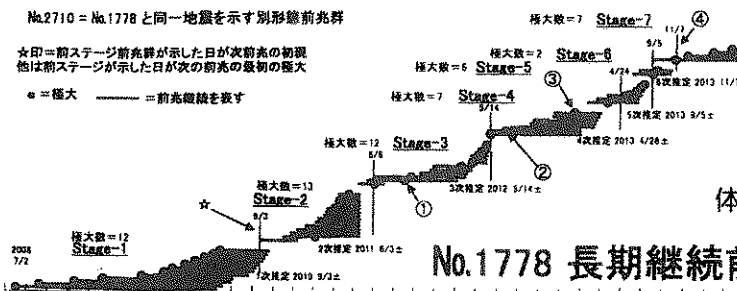 No.2710 = No.1778 と同一地震を示す別形態前兆群
☆印=前ステージ前兆群が示した日が次前兆の初現
他は前ステージが示した日が次の前兆の最初の極大
=極大 =前兆継続を表す
極大数=7 Stage-7
11/7
④
極大数=2 Stage-6
9/5
極大数=6 Stage-5
4/24
6次推定 2013 11/
極大数=7 Stage-4
5/14
③
5次推定 2013 9/5±
4次推定 2013 4/28±
極大数=12 Stage-3
6/6
②
3次推定 2012 5/14±
①
極大数=13
Stage-2
☆
9/3
2次推定 2011 6/3±
極大数=12
Stage-1
2008
7/2
1次推定 2010 9/3±
体
No.1778 長期継続前